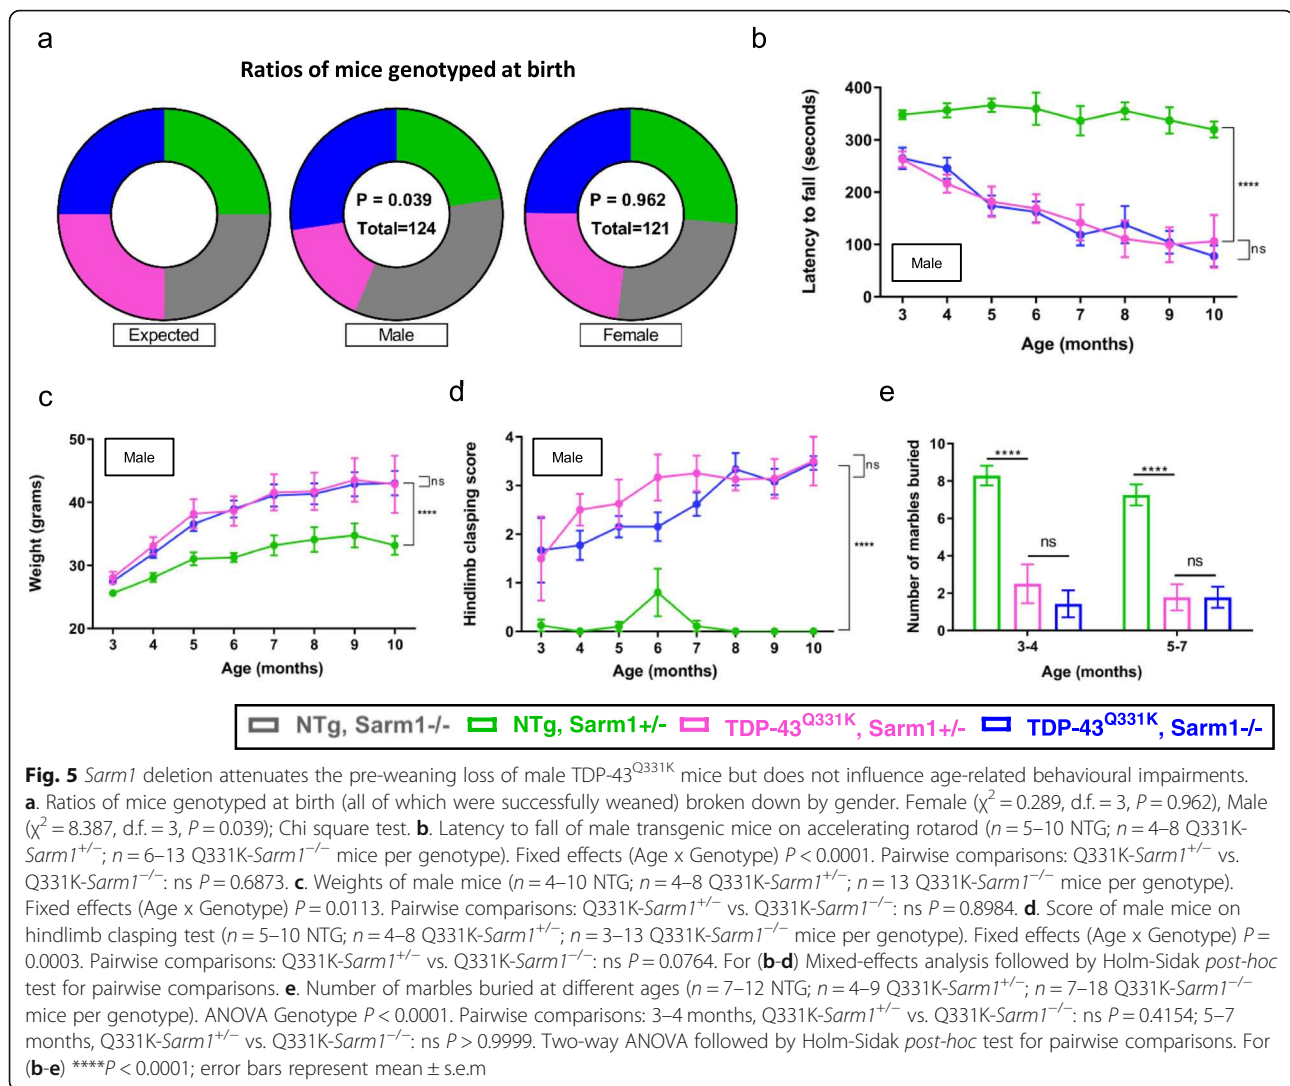 a
Ratios of mice genotyped at birth
P = 0.039
Total=124
P = 0.962
Total=121
Expected
Male
Female
b
Latency to fall (seconds)
400
300
200
100
0
Male
****
ns
3 4 5 6 7 8 9 10
Age (months)
c
Weight (grams)
50
40
30
20
Male
ns
****
3 4 5 6 7 8 9 10
Age (months)
d
Hindlimb clasping score
4
3
2
1
0
Male
ns
****
3 4 5 6 7 8 9 10
Age (months)
e
Number of marbles buried
10
8
6
4
2
0
****
ns
****
ns
3-4 5-7
Age (months)
NTg, Sarm1-/- NTg, Sarm1+/- TDP-43Q331K, Sarm1+/- TDP-43Q331K, Sarm1-/-
Fig. 5 Sarm1 deletion attenuates the pre-weaning loss of male TDP-43Q331K mice but does not influence age-related behavioural impairments.
a. Ratios of mice genotyped at birth (all of which were successfully weaned) broken down by gender. Female (χ2 = 0.289, d.f. = 3, P = 0.962), Male
(χ2 = 8.387, d.f. = 3, P = 0.039); Chi square test. b. Latency to fall of male transgenic mice on accelerating rotarod (n = 5–10 NTG; n = 4–8 Q331K-
Sarm1+/−; n = 6–13 Q331K-Sarm1−/− mice per genotype). Fixed effects (Age x Genotype) P < 0.0001. Pairwise comparisons: Q331K-Sarm1+/− vs.
Q331K-Sarm1−/−: ns P = 0.6873. c. Weights of male mice (n = 4–10 NTG; n = 4–8 Q331K-Sarm1+/−; n = 13 Q331K-Sarm1−/− mice per genotype).
Fixed effects (Age x Genotype) P = 0.0113. Pairwise comparisons: Q331K-Sarm1+/− vs. Q331K-Sarm1−/−: ns P = 0.8984. d. Score of male mice on
hindlimb clasping test (n = 5–10 NTG; n = 4–8 Q331K-Sarm1+/−; n = 3–13 Q331K-Sarm1−/− mice per genotype). Fixed effects (Age x Genotype) P =
0.0003. Pairwise comparisons: Q331K-Sarm1+/− vs. Q331K-Sarm1−/−: ns P = 0.0764. For (b-d) Mixed-effects analysis followed by Holm-Sidak post-hoc
test for pairwise comparisons. e. Number of marbles buried at different ages (n = 7–12 NTG; n = 4–9 Q331K-Sarm1+/−; n = 7–18 Q331K-Sarm1−/−
mice per genotype). ANOVA Genotype P < 0.0001. Pairwise comparisons: 3–4 months, Q331K-Sarm1+/− vs. Q331K-Sarm1−/−: ns P = 0.4154; 5–7
months, Q331K-Sarm1+/− vs. Q331K-Sarm1−/−: ns P > 0.9999. Two-way ANOVA followed by Holm-Sidak post-hoc test for pairwise comparisons. For
(b-e) ****P < 0.0001; error bars represent mean ± s.e.m